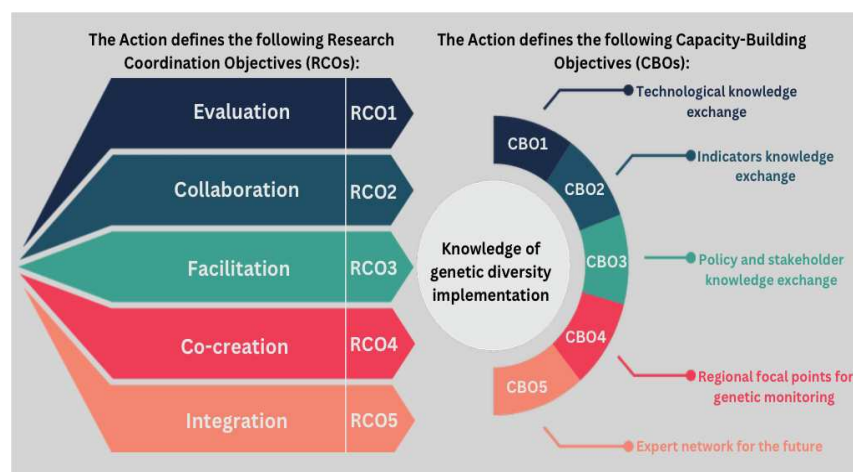 The Action defines the following Research
Coordination Objectives (RCOs):
Evaluation RCO1
Collaboration RCO2
Facilitation RCO3
Co-creation RCO4
Integration RCO5
The Action defines the following Capacity-Building
Objectives (CBOs):
Knowledge of
genetic diversity
implementation
CBO1
Technological knowledge
exchange
CBO2
Indicators knowledge
exchange
CBO3
Policy and stakeholder
knowledge exchange
CBO4
Regional focal points for
genetic monitoring
CBO5
Expert network for the future